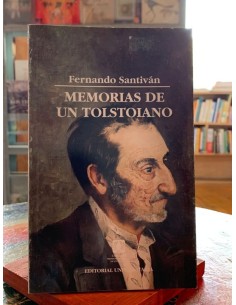 Fernando Santiván
MEMORIAS DE
UN TOLSTOIANO
EDITORIAL